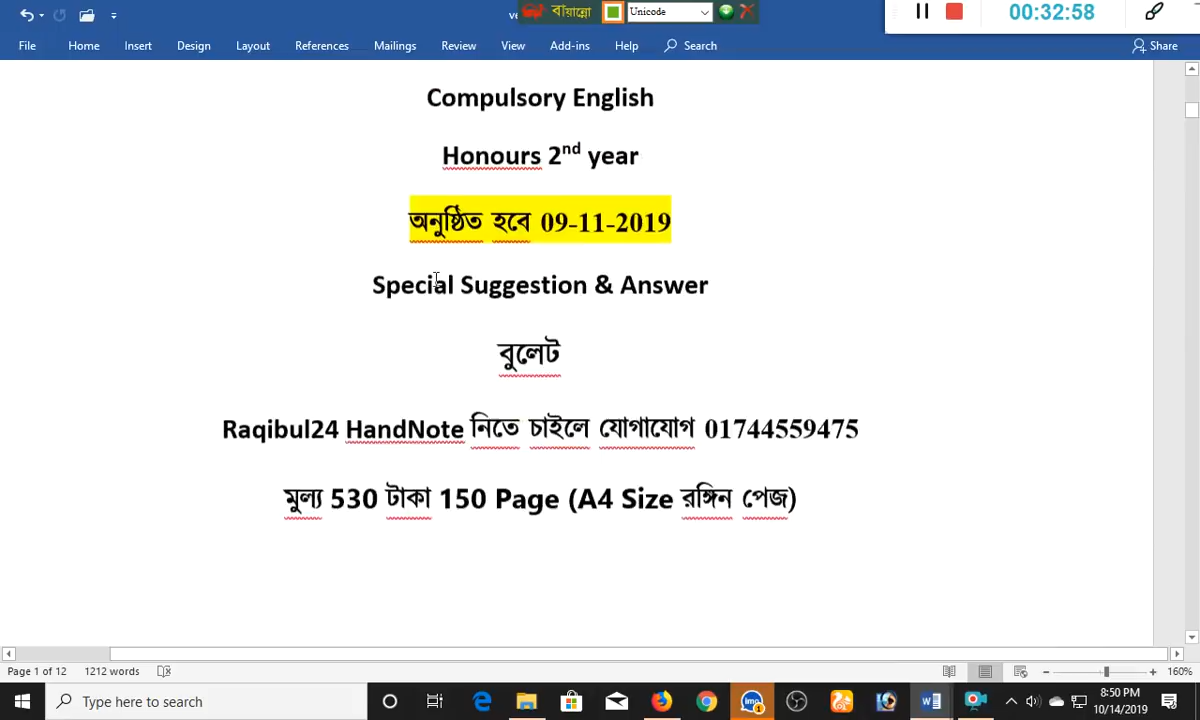 ve
বায়ান্নো
Unicode
00:32:58
File Home Insert Design Layout References Mailings Review View Add-ins Help Search Share
Compulsory English
Honours 2nd year
অনুষ্ঠিত হবে 09-11-2019
Special Suggestion & Answer
বুলেট
Raqibul24 HandNote নিতে চাইলে যোগাযোগ 01744559475
মুল্য 530 টাকা 150 Page (A4 Size রঙ্গিন পেজ)
Page 1 of 12 1212 words 160%
Type here to search
imo
8:50 PM
10/14/2019